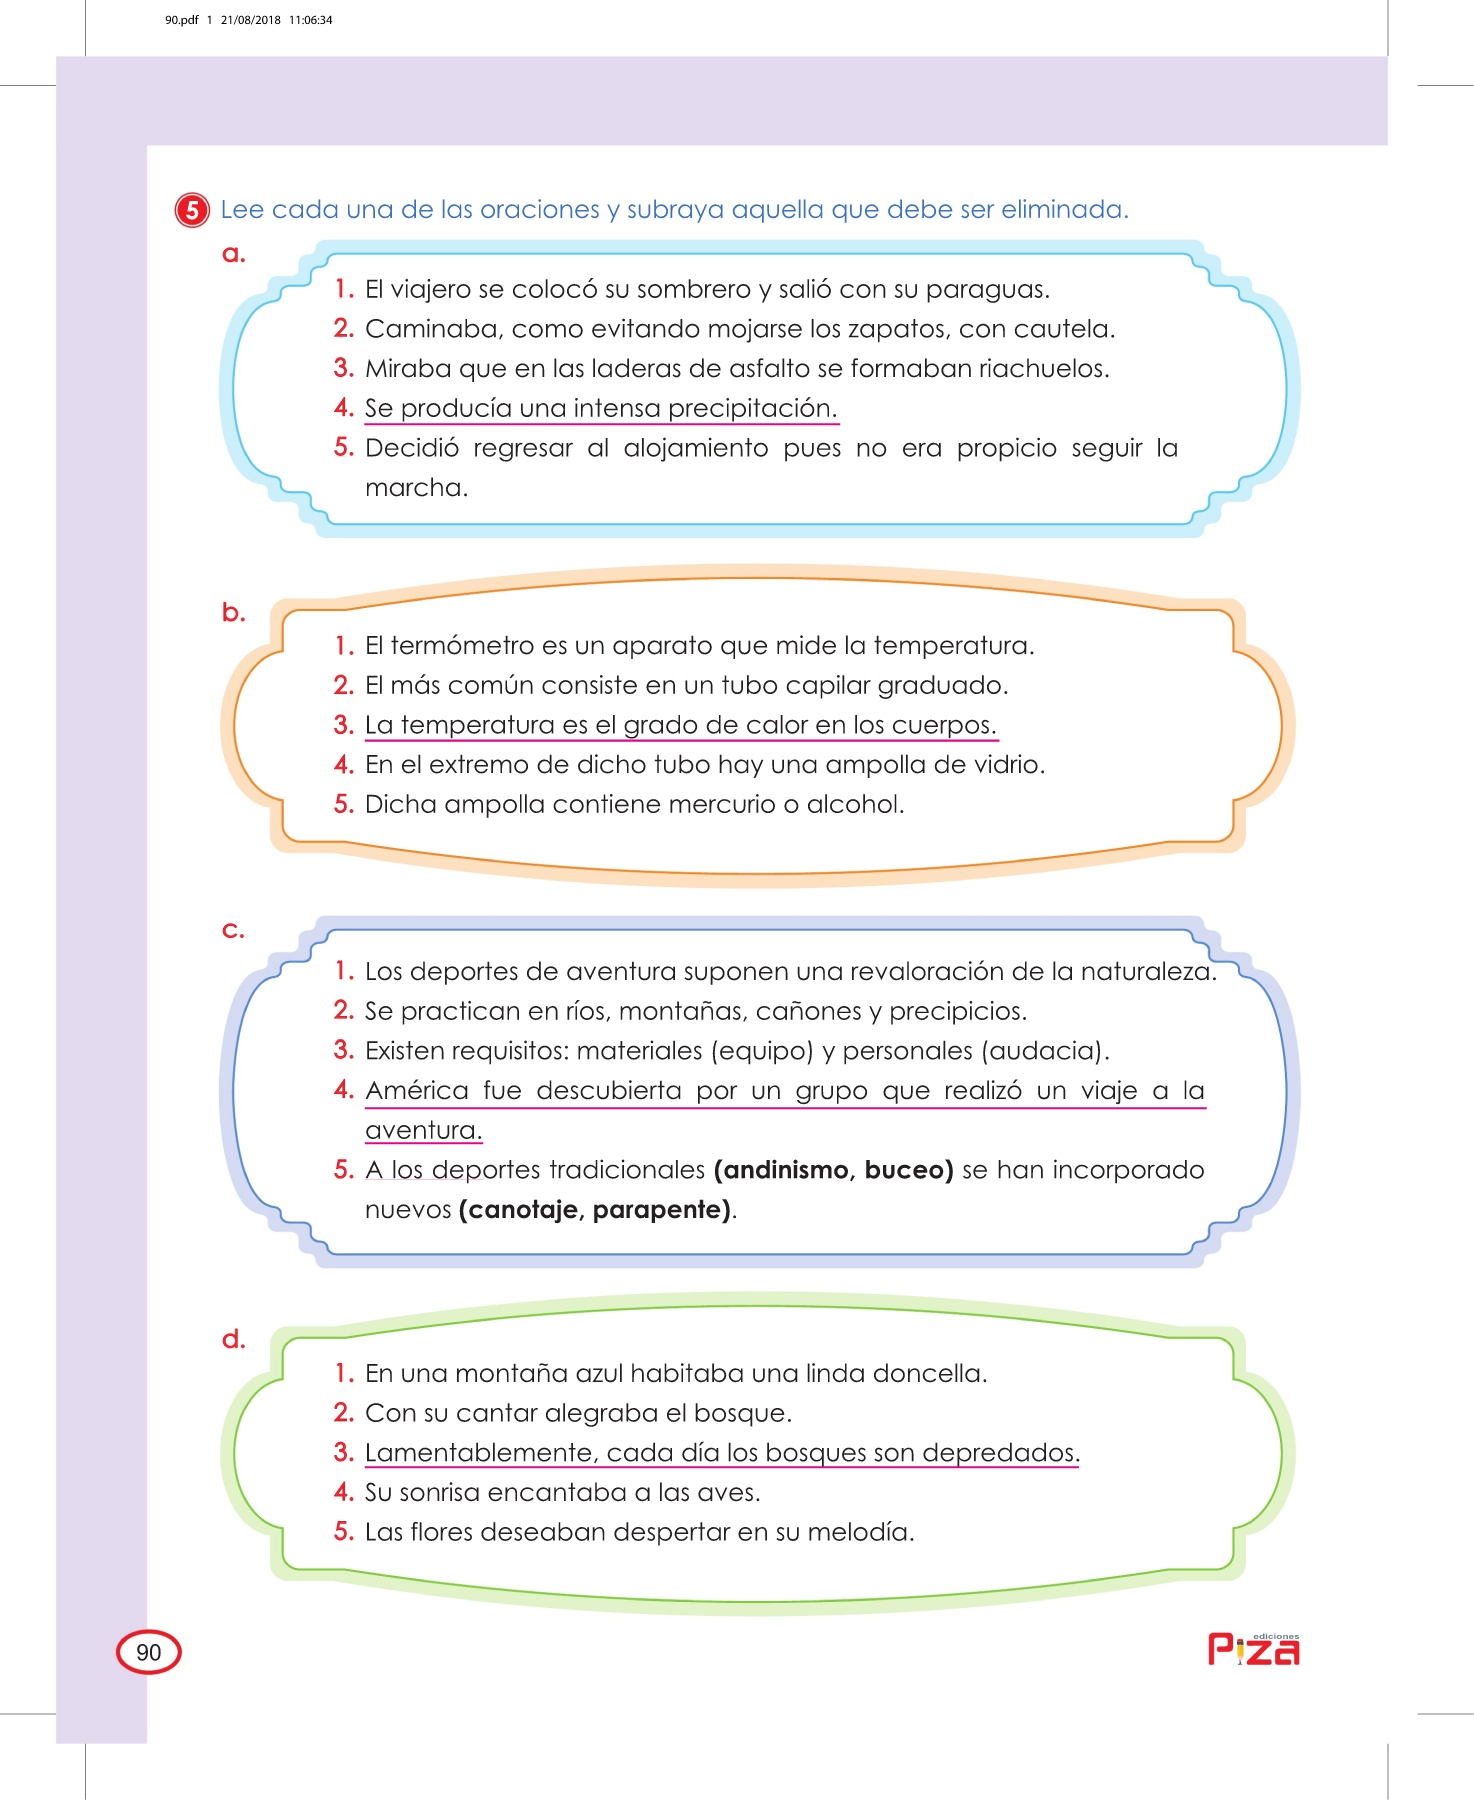 90.pdf 1 21/08/2018 11:06:34
5 Lee cada una de las oraciones y subraya aquella que debe ser eliminada.
a.
1. El viajero se colocó su sombrero y salió con su paraguas.
2. Caminaba, como evitando mojarse los zapatos, con cautela.
3. Miraba que en las laderas de asfalto se formaban riachuelos.
4. Se producía una intensa precipitación.
5. Decidió regresar al alojamiento pues no era propicio seguir la
marcha.
b.
1. El termómetro es un aparato que mide la temperatura.
2. El más común consiste en un tubo capilar graduado.
3. La temperatura es el grado de calor en los cuerpos.
4. En el extremo de dicho tubo hay una ampolla de vidrio.
5. Dicha ampolla contiene mercurio o alcohol.
c.
1. Los deportes de aventura suponen una revaloración de la naturaleza.
2. Se practican en ríos, montañas, cañones y precipicios.
3. Existen requisitos: materiales (equipo) y personales (audacia).
4. América fue descubierta por un grupo que realizó un viaje a la
aventura.
5. A los deportes tradicionales (andinismo, buceo) se han incorporado
nuevos (canotaje, parapente).
d.
1. En una montaña azul habitaba una linda doncella.
2. Con su cantar alegraba el bosque.
3. Lamentablemente, cada día los bosques son depredados.
4. Su sonrisa encantaba a las aves.
5. Las flores deseaban despertar en su melodía.
90
ediciones
Piza